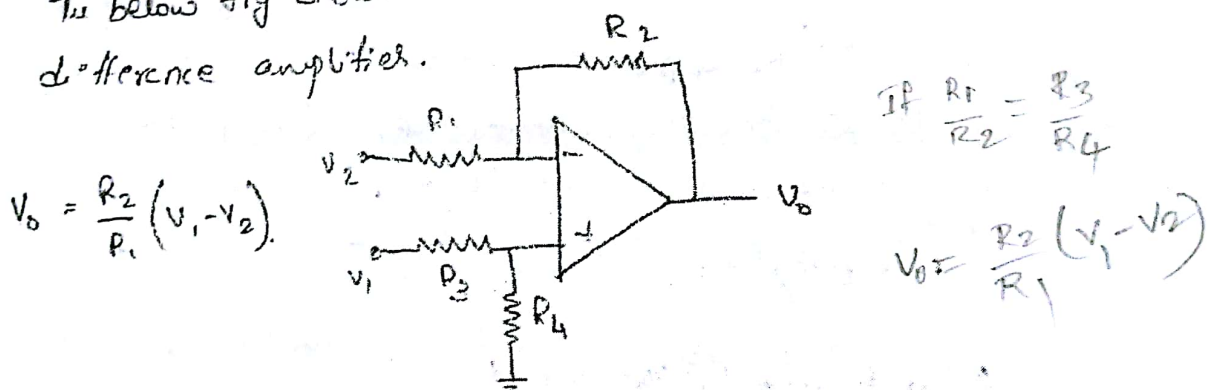 difference amplifier.
R2
R1
V2
V0 = R2/R1 (V1-V2).
V0
V1
R3
R4
If R1/R2 = R3/R4
V0= R2/R1 (V1-V2)